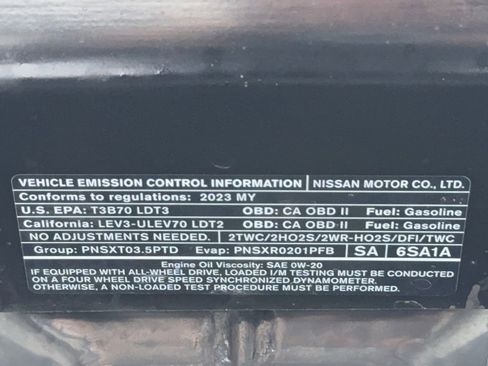 VEHICLE EMISSION CONTROL INFORMATION NISSAN MOTOR CO., LTD.
Conforms to regulations: 2023 MY
U.S. EPA: T3B70 LDT3 OBD: CA OBD II Fuel: Gasoline
California: LEV3-ULEV70 LDT2 OBD: CA OBD II Fuel: Gasoline
NO ADJUSTMENTS NEEDED. 2TWC/2HO2S/2WR-HO2S/DFI/TWC
Group: PNSXT03.5PTD Evap: PNSXR0201PFB SA 6SA1A
Engine Oil Viscosity: SAE 0W-20
IF EQUIPPED WITH ALL-WHEEL DRIVE, LOADED I/M TESTING MUST BE CONDUCTED
ON A FOUR WHEEL DRIVE SPEED SYNCHRONIZED DYNAMOMETER.
OTHERWISE, A NON-LOADED TEST PROCEDURE MUST BE USED.